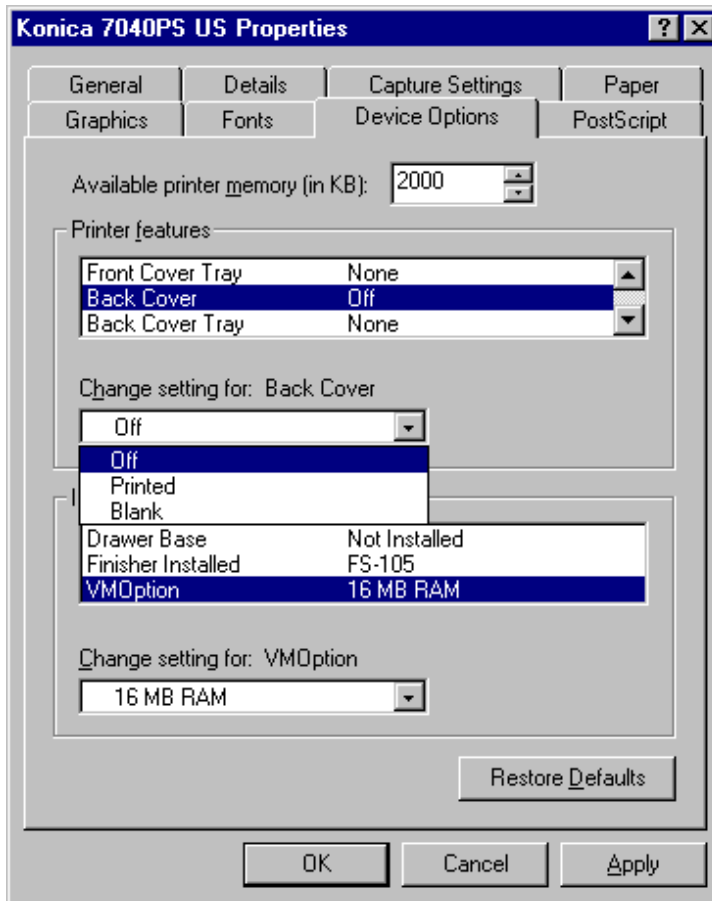 Konica 7040PS US Properties
General Details Capture Settings Paper
Graphics Fonts Device Options PostScript
Available printer memory (in KB): 2000
Printer features
Front Cover Tray None
Back Cover Off
Back Cover Tray None
Change setting for: Back Cover
Off
Off
Printed
Blank
Drawer Base Not Installed
Finisher Installed FS-105
VMOption 16 MB RAM
Change setting for: VMOption
16 MB RAM
Restore Defaults
OK Cancel Apply